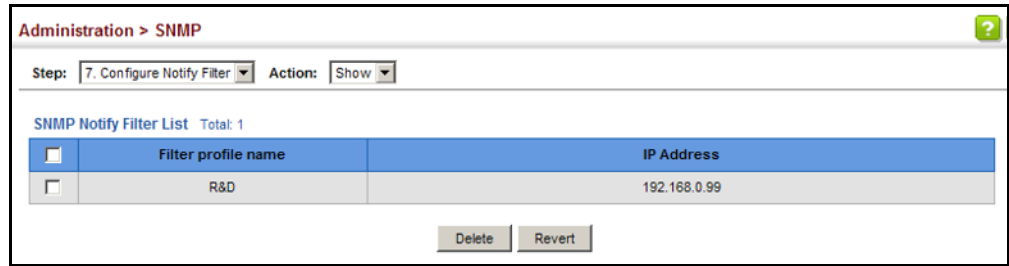 Administration > SNMP ?
Step: 7. Configure Notify Filter Action: Show
SNMP Notify Filter List Total: 1
Filter profile name IP Address
R&D 192.168.0.99
Delete Revert